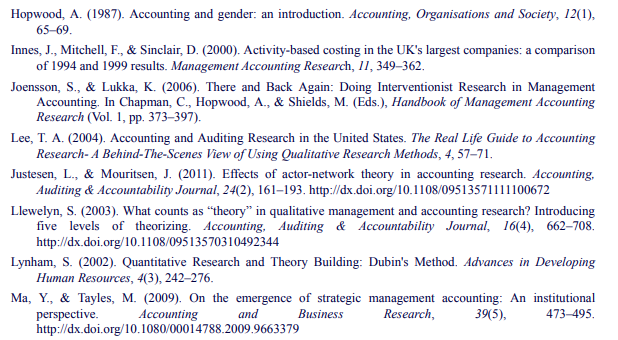 Hopwood, A. (1987). Accounting and gender: an introduction. Accounting, Organisations and Society, 12(1),
65–69.
Innes, J., Mitchell, F., & Sinclair, D. (2000). Activity-based costing in the UK's largest companies: a comparison
of 1994 and 1999 results. Management Accounting Research, 11, 349–362.
Joensson, S., & Lukka, K. (2006). There and Back Again: Doing Interventionist Research in Management
Accounting. In Chapman, C., Hopwood, A., & Shields, M. (Eds.), Handbook of Management Accounting
Research (Vol. 1, pp. 373–397).
Lee, T. A. (2004). Accounting and Auditing Research in the United States. The Real Life Guide to Accounting
Research- A Behind-The-Scenes View of Using Qualitative Research Methods, 4, 57–71.
Justesen, L., & Mouritsen, J. (2011). Effects of actor-network theory in accounting research. Accounting,
Auditing & Accountability Journal, 24(2), 161–193. http://dx.doi.org/10.1108/09513571111100672
Llewelyn, S. (2003). What counts as “theory” in qualitative management and accounting research? Introducing
five levels of theorizing. Accounting, Auditing & Accountability Journal, 16(4), 662–708.
http://dx.doi.org/10.1108/09513570310492344
Lynham, S. (2002). Quantitative Research and Theory Building: Dubin's Method. Advances in Developing
Human Resources, 4(3), 242–276.
Ma, Y., & Tayles, M. (2009). On the emergence of strategic management accounting: An institutional
perspective. Accounting and Business Research, 39(5), 473–495.
http://dx.doi.org/10.1080/00014788.2009.9663379